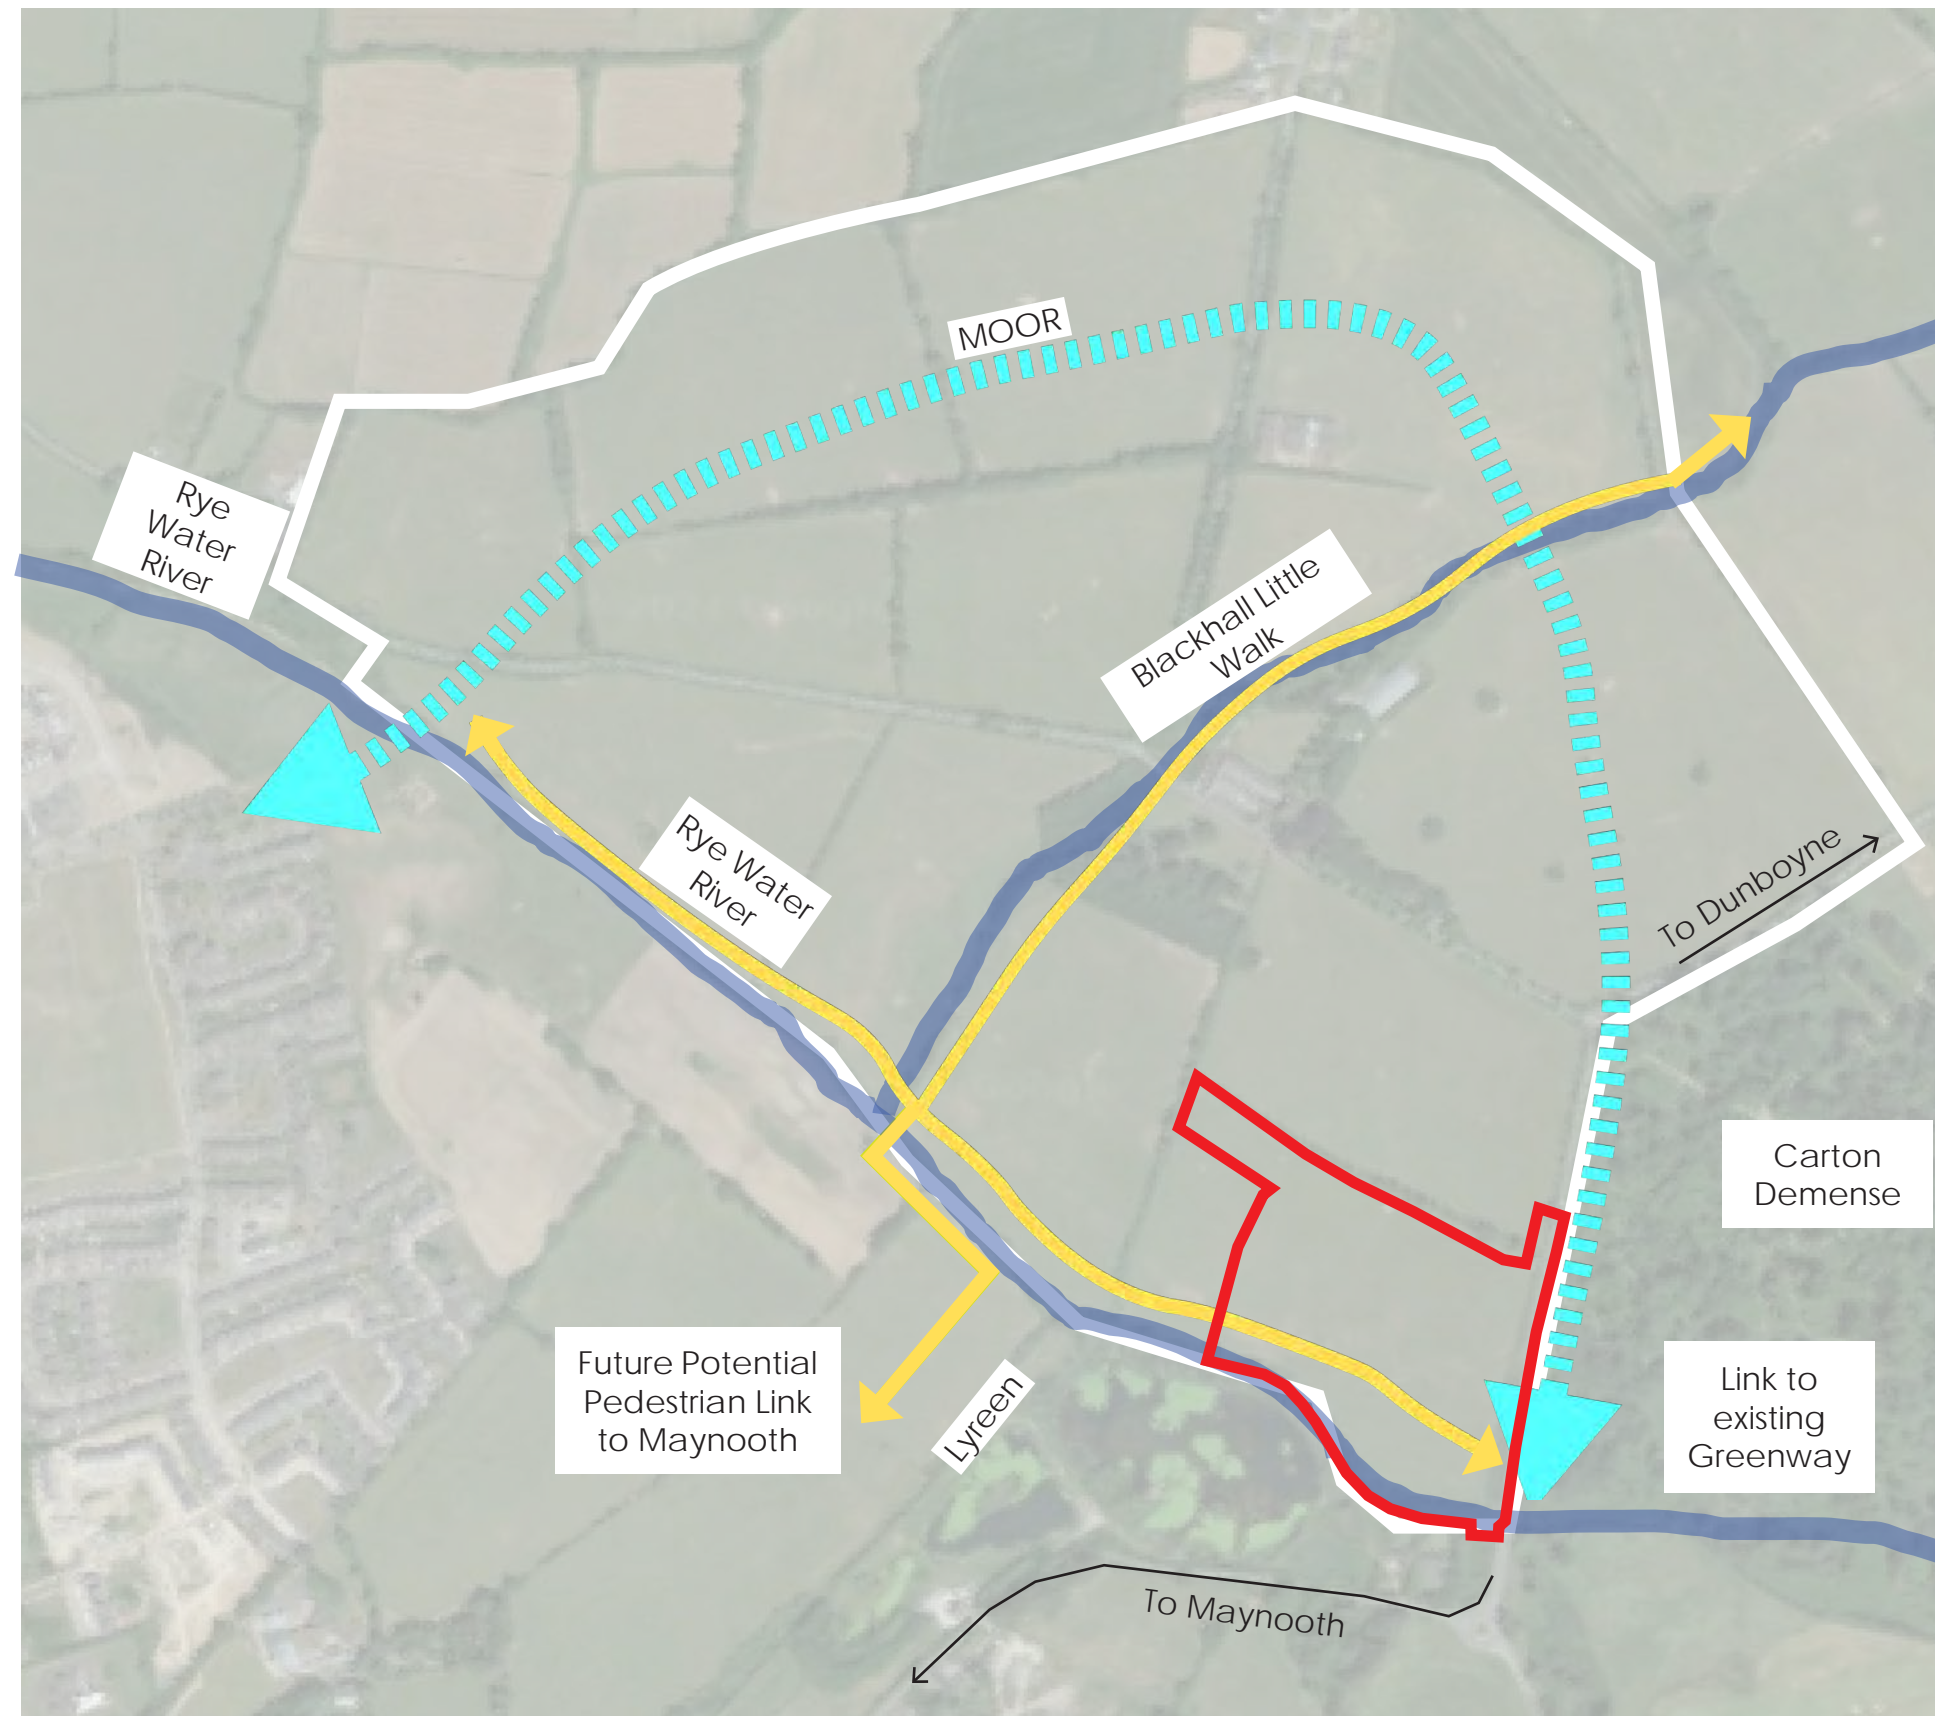 MOOR
Rye
Water
River
Blackhall Little
Walk
Rye Water
River
To Dunboyne
Carton
Demense
Future Potential
Pedestrian Link
to Maynooth
Lyreen
Link to
existing
Greenway
To Maynooth